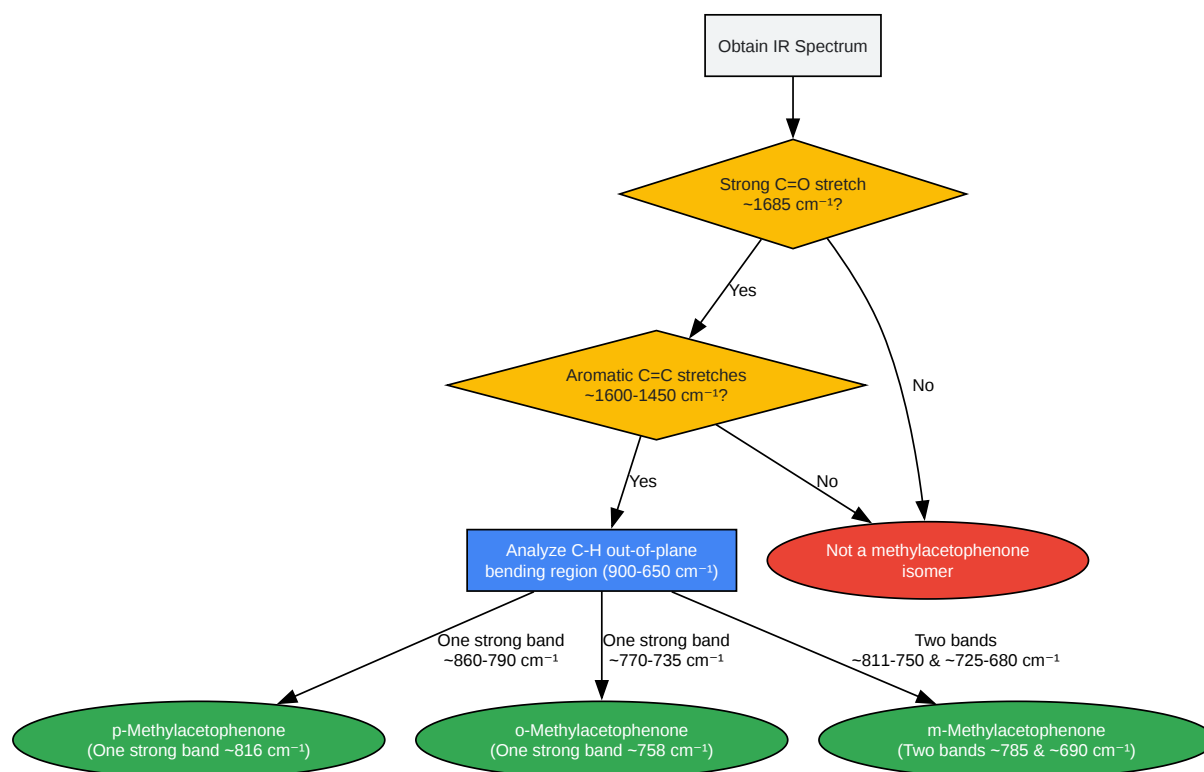 Obtain IR Spectrum
Strong C=O stretch
~1685 cm⁻¹?
Yes
No
Aromatic C=C stretches
~1600-1450 cm⁻¹?
Yes
No
Analyze C-H out-of-plane
bending region (900-650 cm⁻¹)
Not a methylacetophenone
isomer
One strong band
~860-790 cm⁻¹
One strong band
~770-735 cm⁻¹
Two bands
~811-750 & ~725-680 cm⁻¹
p-Methylacetophenone
(One strong band ~816 cm⁻¹)
o-Methylacetophenone
(One strong band ~758 cm⁻¹)
m-Methylacetophenone
(Two bands ~785 & ~690 cm⁻¹)